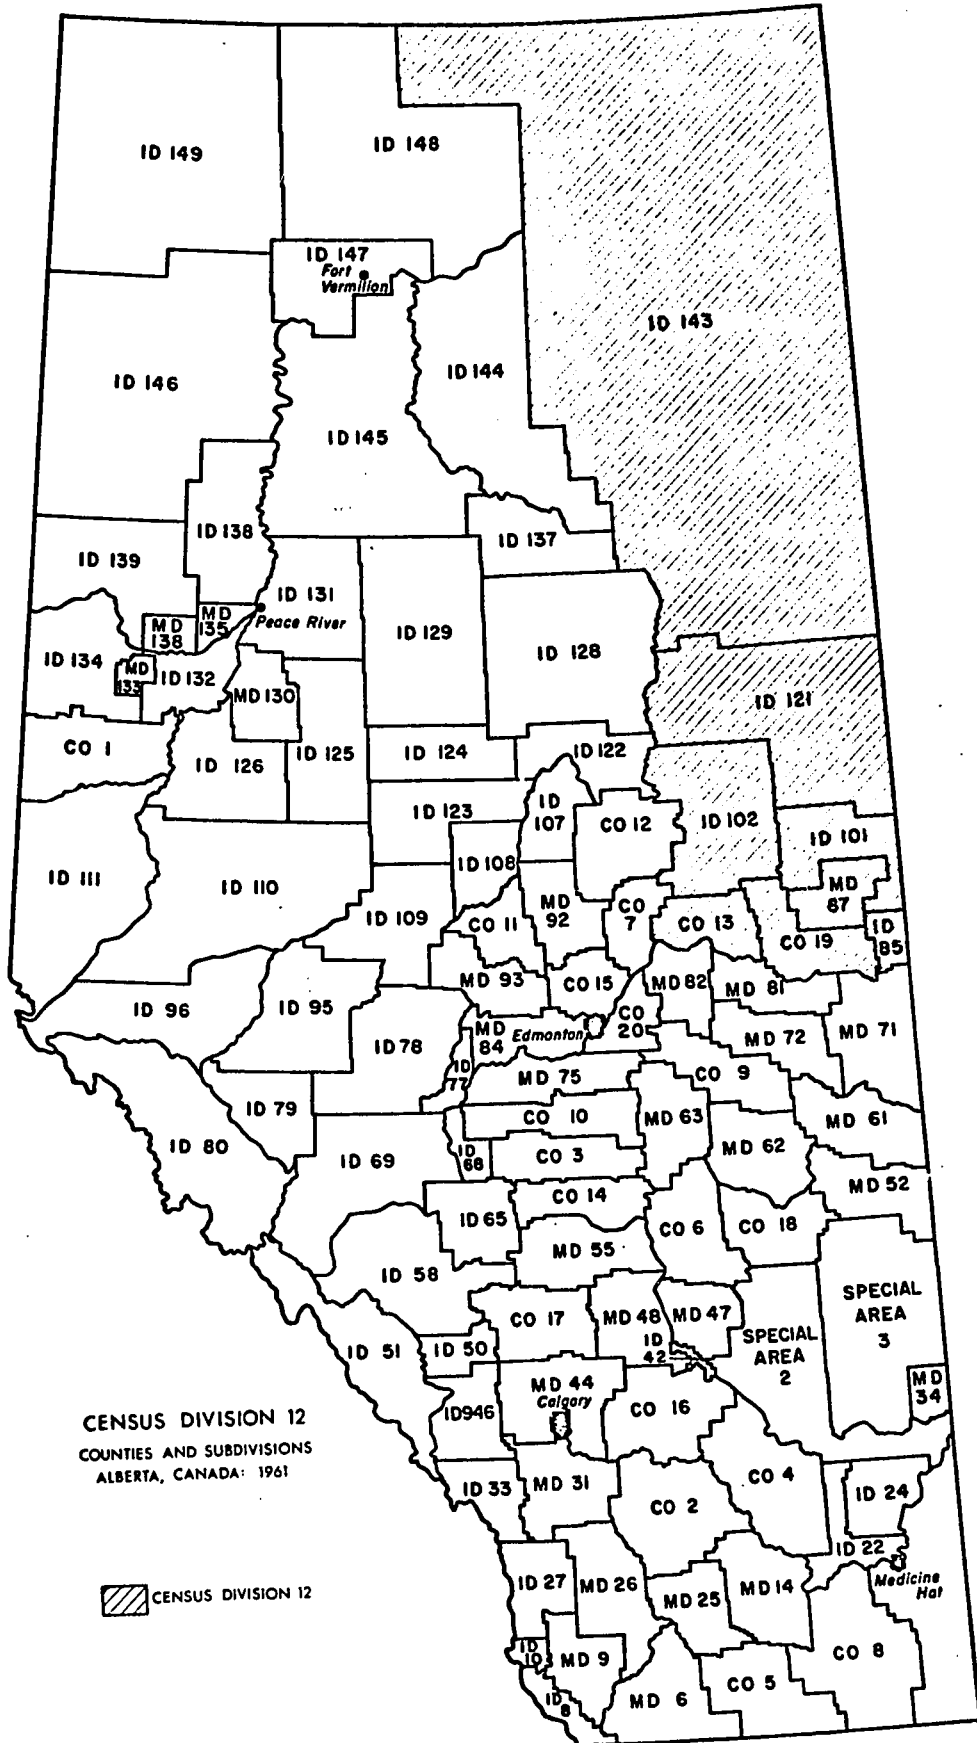 ID 149
ID 148
ID 147
Fort
Vermilion
ID 143
ID 146
ID 144
ID 145
ID 138
ID 137
ID 139
ID 131
MD
135
Peace River
MD
138
ID 129
ID 128
ID 134
MD
133
ID 132
MD 130
ID 121
CO 1
ID 126
ID 125
ID 124
ID 122
ID 123
ID
107
CO 12
ID 102
ID 101
ID 108
ID 111
ID 110
MD
87
ID 109
CO 11
MD
92
CO
7
CO 13
CO 19
ID
85
MD 93
CO 15
MD 82
MD 81
ID 96
ID 95
ID 78
MD
84
Edmonton
CO
20
MD 72
MD 71
ID
77
MD 75
CO 9
ID 79
CO 10
MD 63
MD 61
ID 80
ID 69
ID
68
CO 3
MD 62
MD 52
ID 65
CO 14
CO 6
CO 18
MD 55
ID 58
SPECIAL
AREA
3
CO 17
MD 48
MD 47
ID
42
SPECIAL
AREA
2
ID 51
ID 50
MD
34
MD 44
Calgary
ID946
CO 16
CENSUS DIVISION 12
COUNTIES AND SUBDIVISIONS
ALBERTA, CANADA: 1961
ID 33
MD 31
CO 2
CO 4
ID 24
ID 22
Medicine
Hat
ID 27
MD 26
MD 25
MD 14
CENSUS DIVISION 12
ID
10
MD 9
CO 8
ID
8
MD 6
CO 5